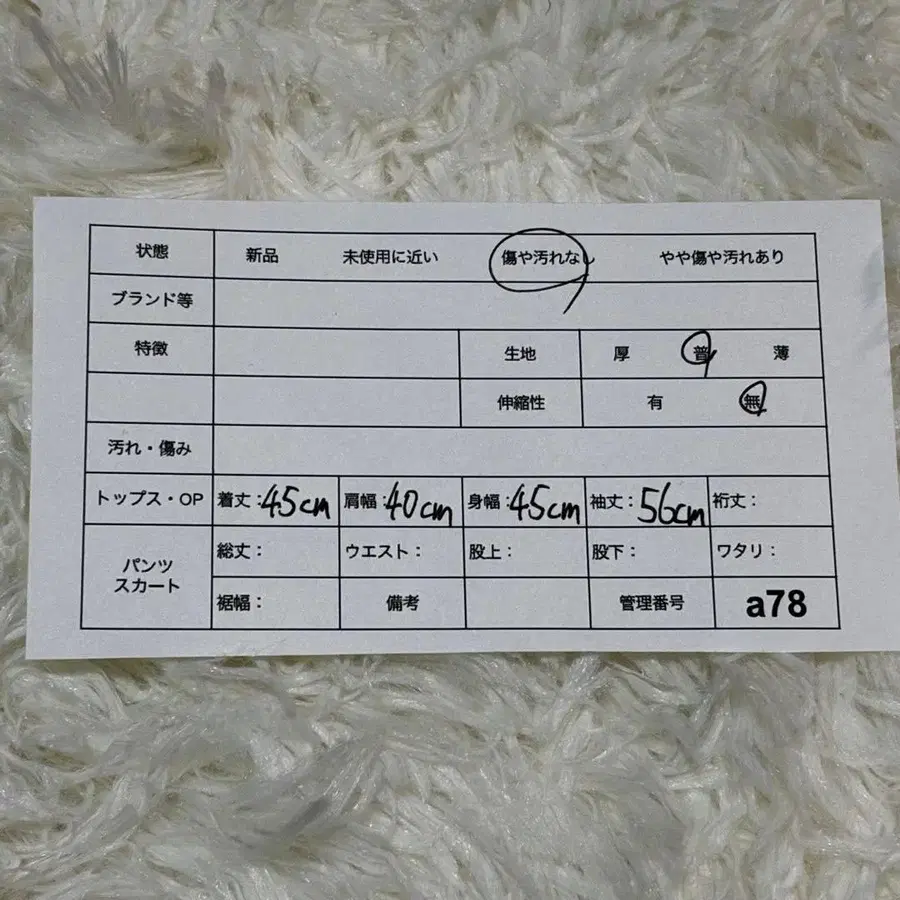 状態 新品 未使用に近い 傷や汚れなし やや傷や汚れあり
ブランド等
特徴 生地 厚 普 薄
伸縮性 有 無
汚れ・傷み
トップス・OP 着丈：45cm 肩幅：40cm 身幅：45cm 袖丈：56cm 裄丈：
パンツ スカート 総丈： ウエスト： 股上： 股下： ワタリ：
裾幅： 備考 管理番号 a78